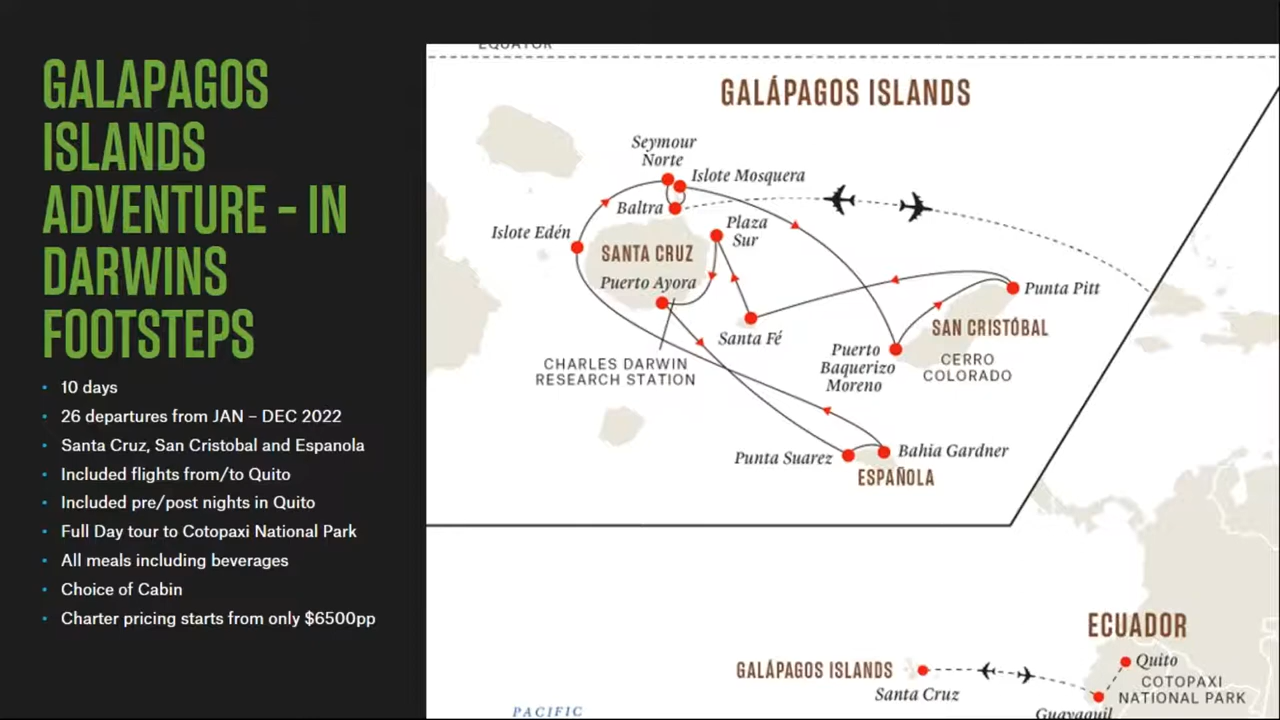 GALAPAGOS
ISLANDS
ADVENTURE – IN
DARWINS
FOOTSTEPS
• 10 days
• 26 departures from JAN – DEC 2022
• Santa Cruz, San Cristobal and Espanola
• Included flights from/to Quito
• Included pre/post nights in Quito
• Full Day tour to Cotopaxi National Park
• All meals including beverages
• Choice of Cabin
• Charter pricing starts from only $6500pp
EQUATOR
GALÁPAGOS ISLANDS
Seymour
Norte
Islote Mosquera
Baltra
Plaza
Sur
Islote Edén
SANTA CRUZ
Puerto Ayora
Punta Pitt
Santa Fé
SAN CRISTÓBAL
Puerto
Baquerizo
Moreno
CERRO
COLORADO
CHARLES DARWIN
RESEARCH STATION
Punta Suarez
Bahia Gardner
ESPAÑOLA
ECUADOR
GALÁPAGOS ISLANDS
Santa Cruz
Quito
COTOPAXI
NATIONAL PARK
Guayaquil
PACIFIC